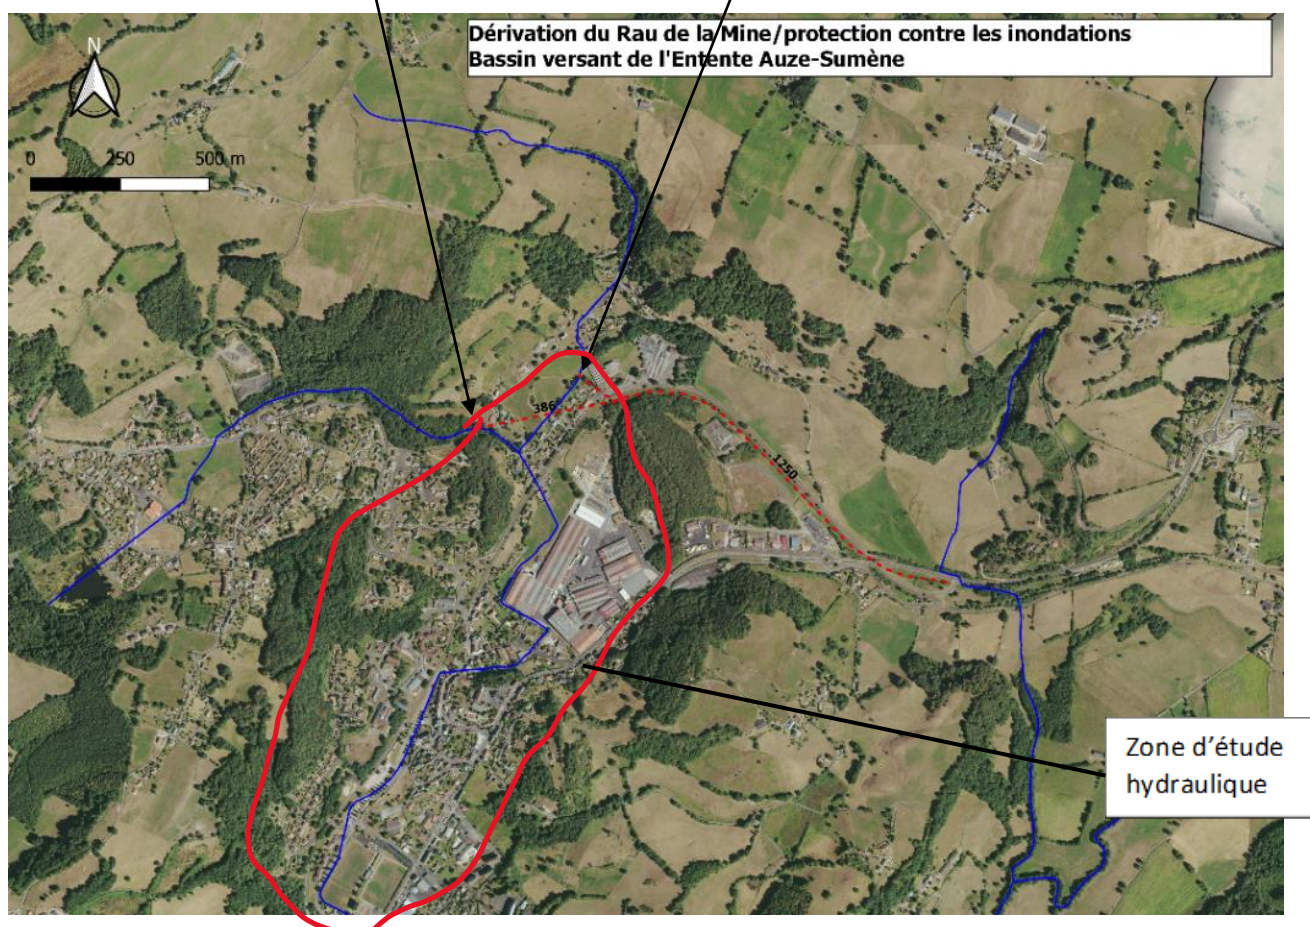 Dérivation du Rau de la Mine/protection contre les inondations
Bassin versant de l'Entente Auze-Sumène
N
0 250 500 m
386
1250
Zone d'étude
hydraulique